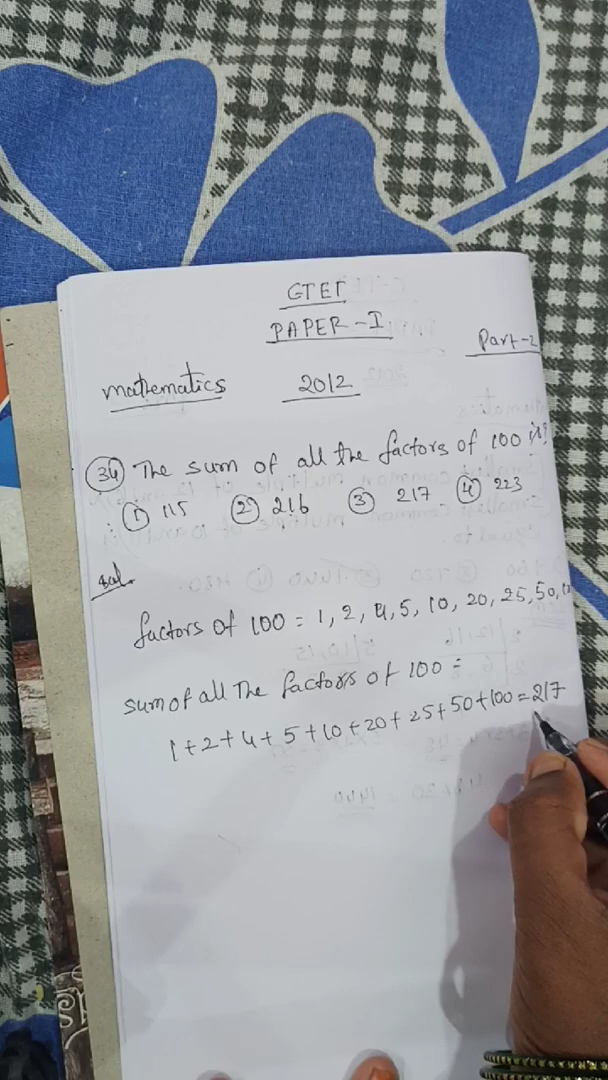 CTET
PAPER-I
Part-2
mathematics 2012
34 The sum of all the factors of 100 is?
1 115 2 216 3 217 4 223
Sol.
factors of 100 = 1, 2, 4, 5, 10, 20, 25, 50,
sum of all The factors of 100 =
1+2+4+5+10+20+25+50+100=217